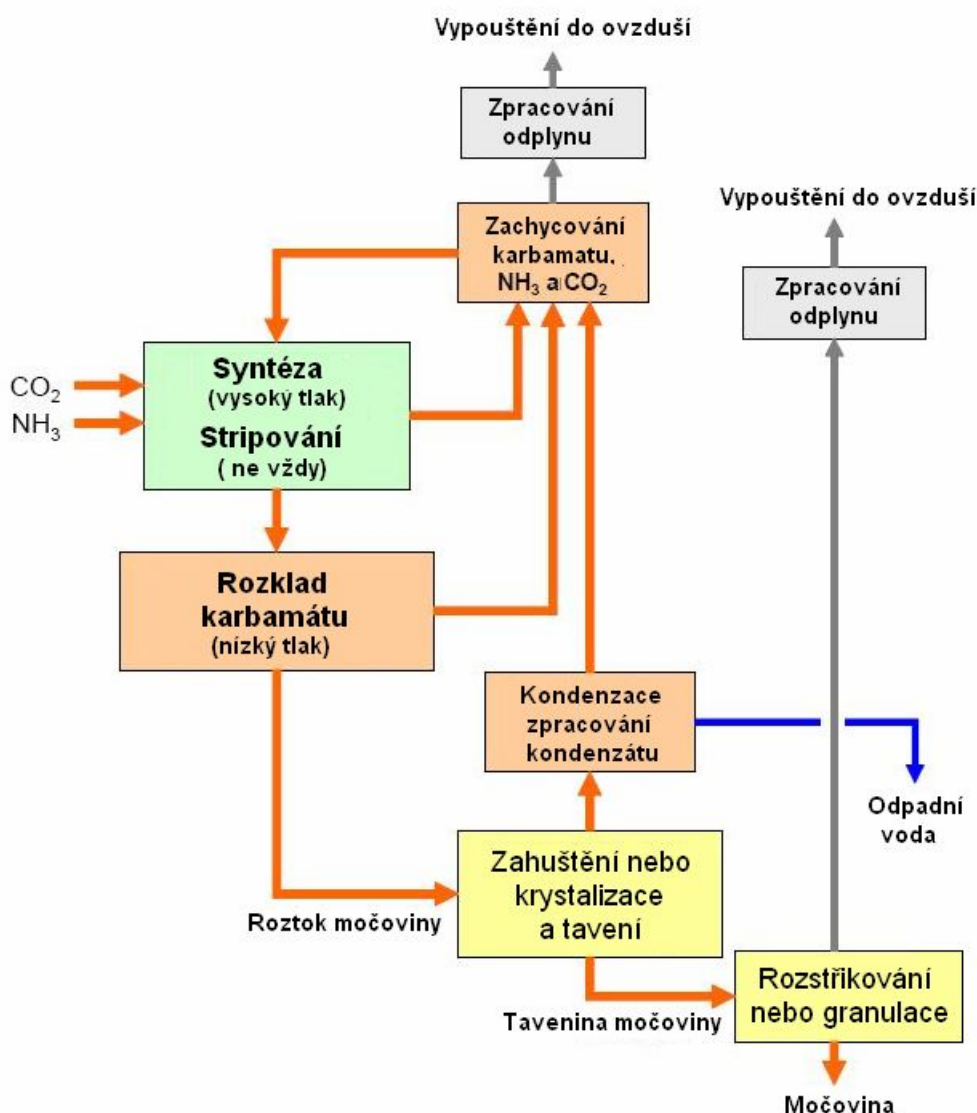 Vypouštění do ovzduší
Zpracování
odplynu
Vypouštění do ovzduší
Zachycování
karbamatu,
NH₃ a CO₂
Zpracování
odplynu
Syntéza
(vysoký tlak)
Stripování
( ne vždy)
CO₂
NH₃
Rozklad
karbamátu
(nízký tlak)
Kondenzace
zpracování
kondenzátu
Odpadní
voda
Zahuštění nebo
krystalizace
a tavení
Roztok močoviny
Rozstřikování
nebo granulace
Tavenina močoviny
Močovina